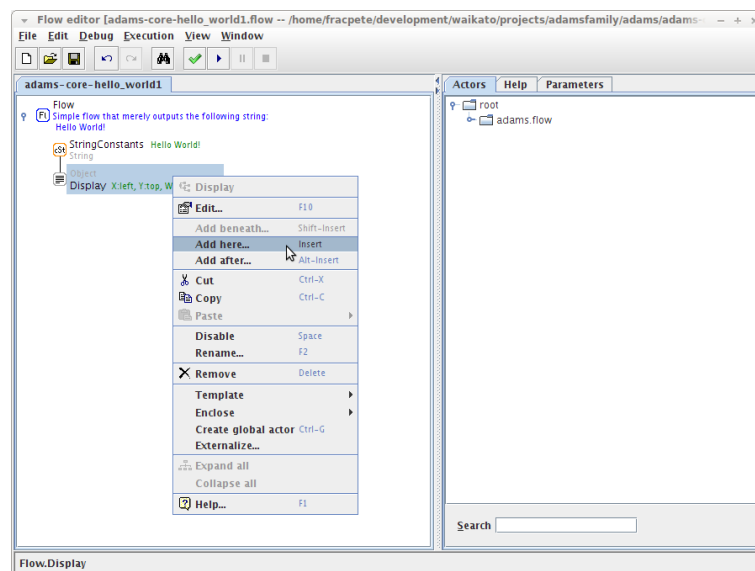 Flow editor [adams-core-hello_world1.flow -- /home/fracpete/development/waikato/projects/adamsfamily/adams/adams-
File Edit Debug Execution View Window
adams-core-hello_world1
Flow
Simple flow that merely outputs the following string:
Hello World!
StringConstants Hello World!
String
Object
Display X:left, Y:top, W
Display
Edit... F10
Add beneath... Shift-Insert
Add here... Insert
Add after... Alt-Insert
Cut Ctrl-X
Copy Ctrl-C
Paste
Disable Space
Rename... F2
Remove Delete
Template
Enclose
Create global actor Ctrl-G
Externalize...
Expand all
Collapse all
Help... F1
Actors Help Parameters
root
adams.flow
Search
Flow.Display